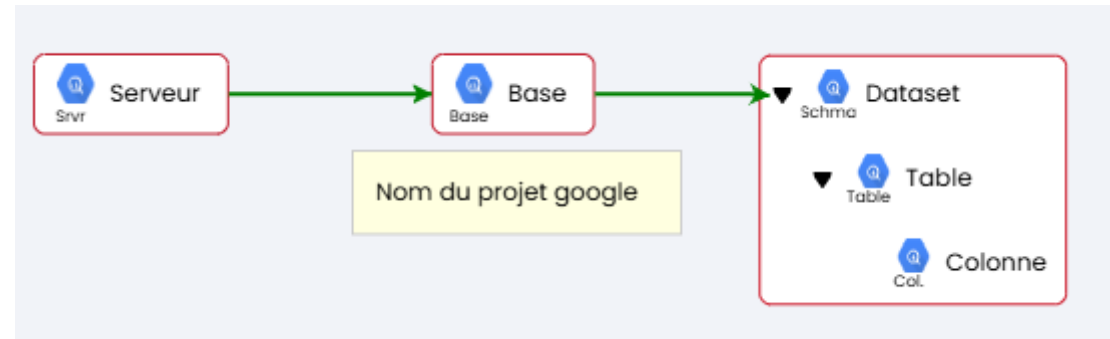 Serveur
Srvr
Base
Base
Dataset
Schma
Nom du projet google
Table
Table
Colonne
Col.